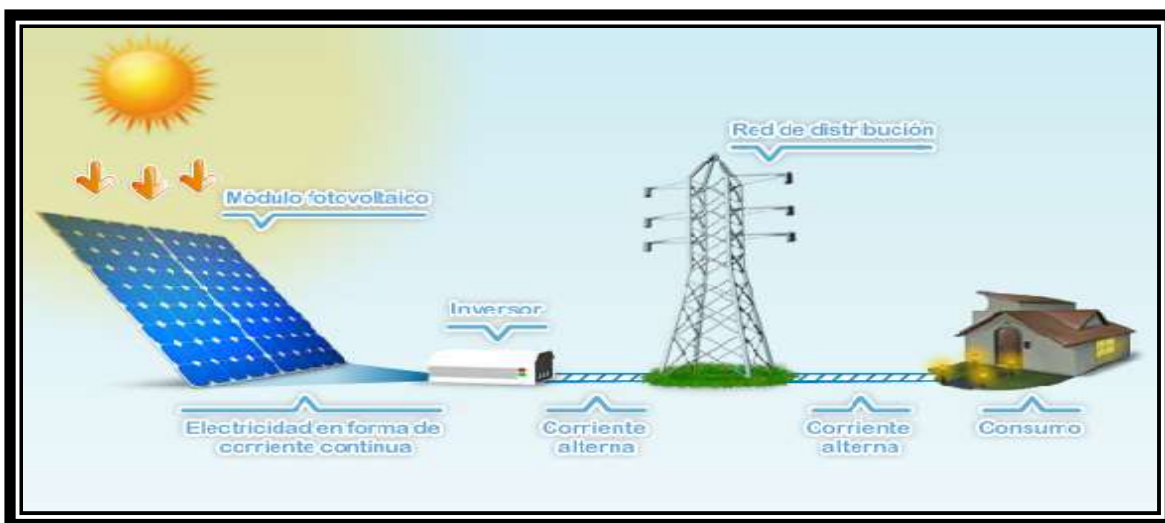 Red de distribución
Módulo fotovoltaico
Inversor
Electricidad en forma de
corriente continua
Corriente
alterna
Corriente
alterna
Consumo